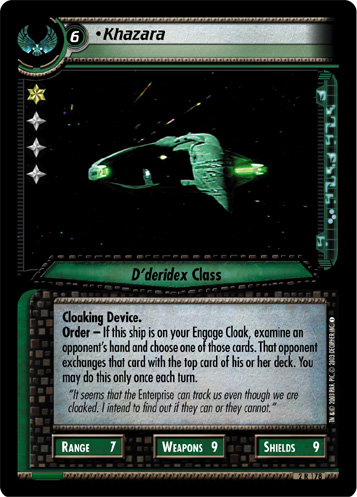 6 •Khazara
D'deridex Class
Cloaking Device.
Order – If this ship is on your Engage Cloak, examine an
opponent's hand and choose one of those cards. That opponent
exchanges that card with the top card of his or her deck. You
may do this only once each turn.
"It seems that the Enterprise can track us even though we are
cloaked. I intend to find out if they can or they cannot."
RANGE 7 WEAPONS 9 SHIELDS 9
2 R 178